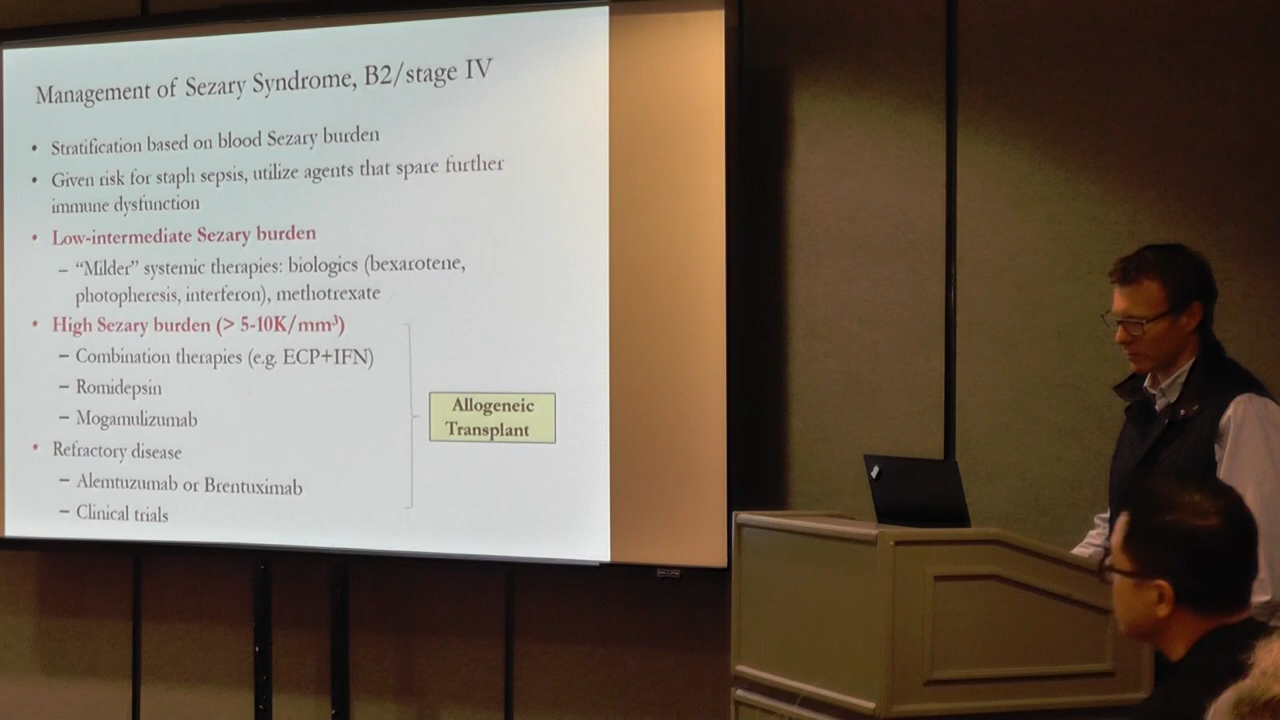 Management of Sezary Syndrome, B2/stage IV
• Stratification based on blood Sezary burden
• Given risk for staph sepsis, utilize agents that spare further
immune dysfunction
• Low-intermediate Sezary burden
– “Milder” systemic therapies: biologics (bexarotene,
photopheresis, interferon), methotrexate
• High Sezary burden (> 5-10K/mm³)
– Combination therapies (e.g. ECP+IFN)
– Romidepsin
– Mogamulizumab
• Refractory disease
– Alemtuzumab or Brentuximab
– Clinical trials
Allogeneic
Transplant